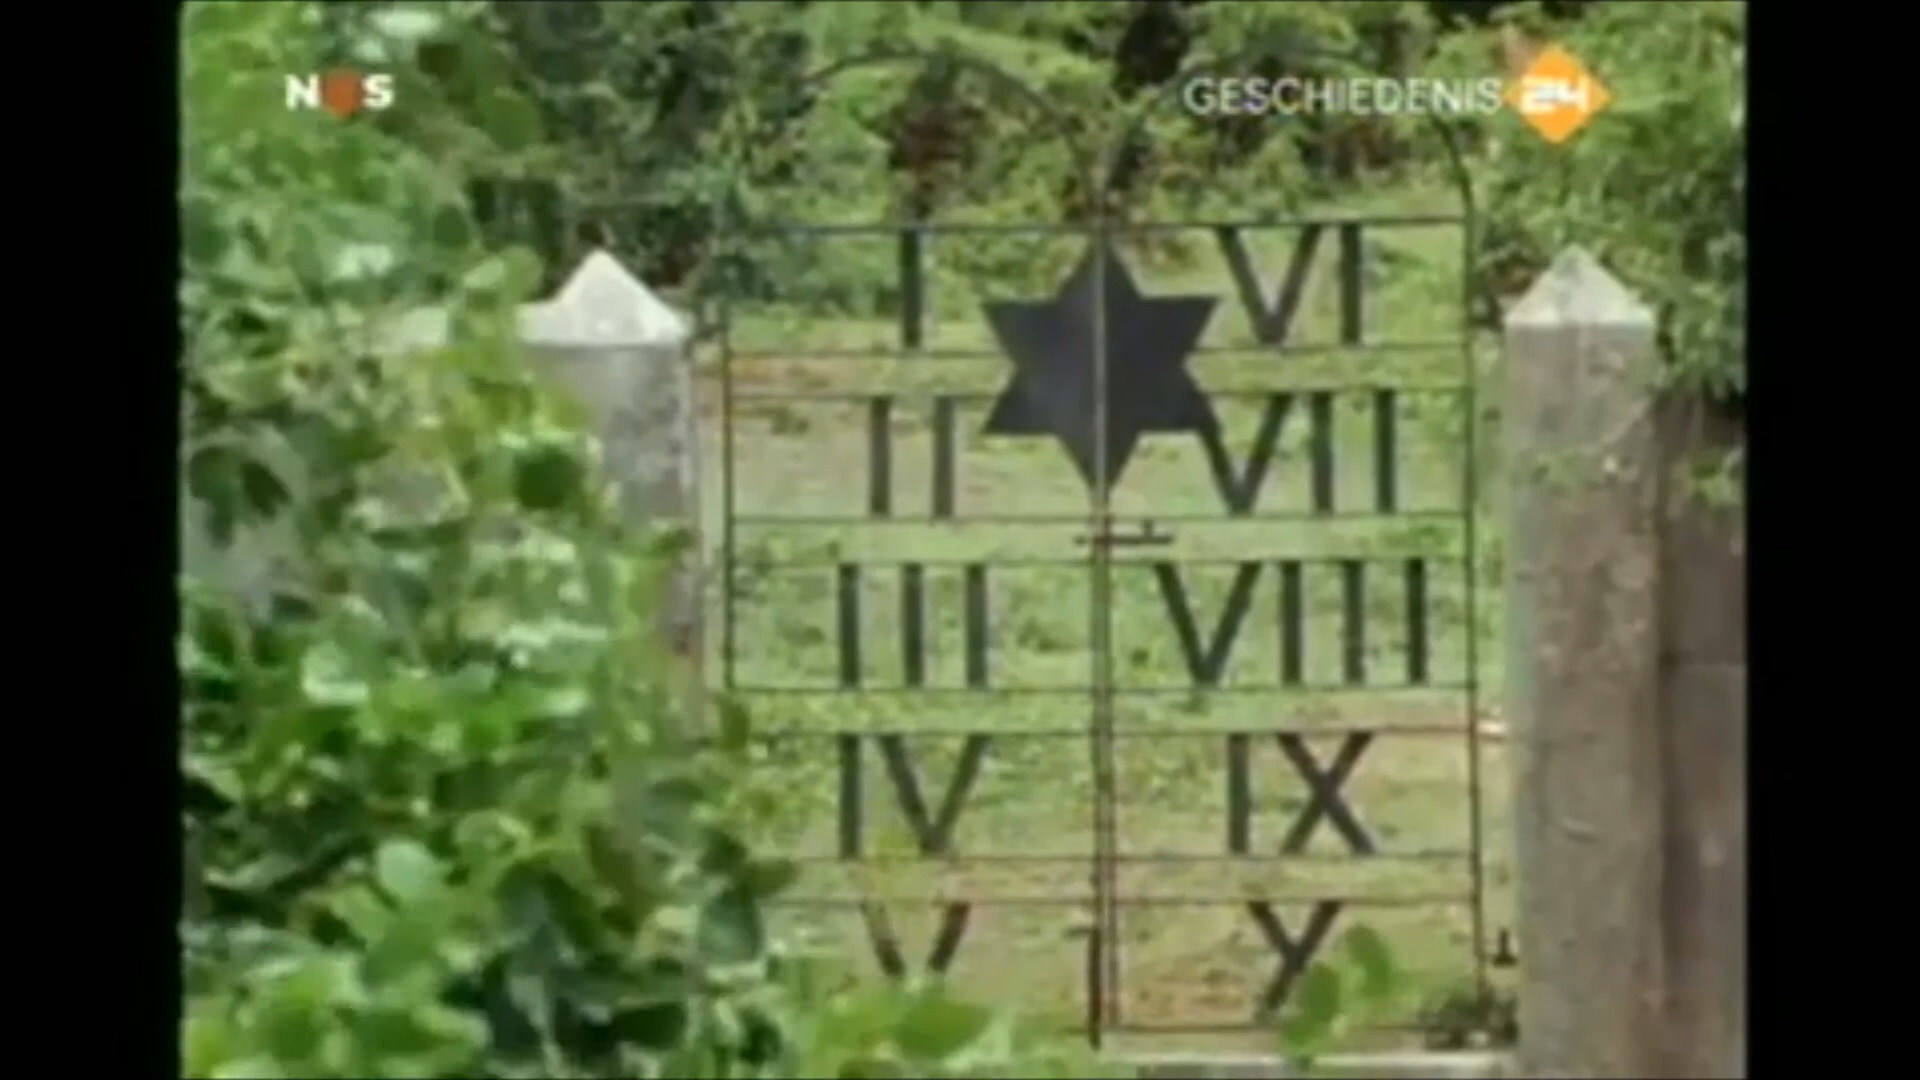 NOS GESCHIEDENIS 24
I VI
II VII
III VIII
IV IX
V Y